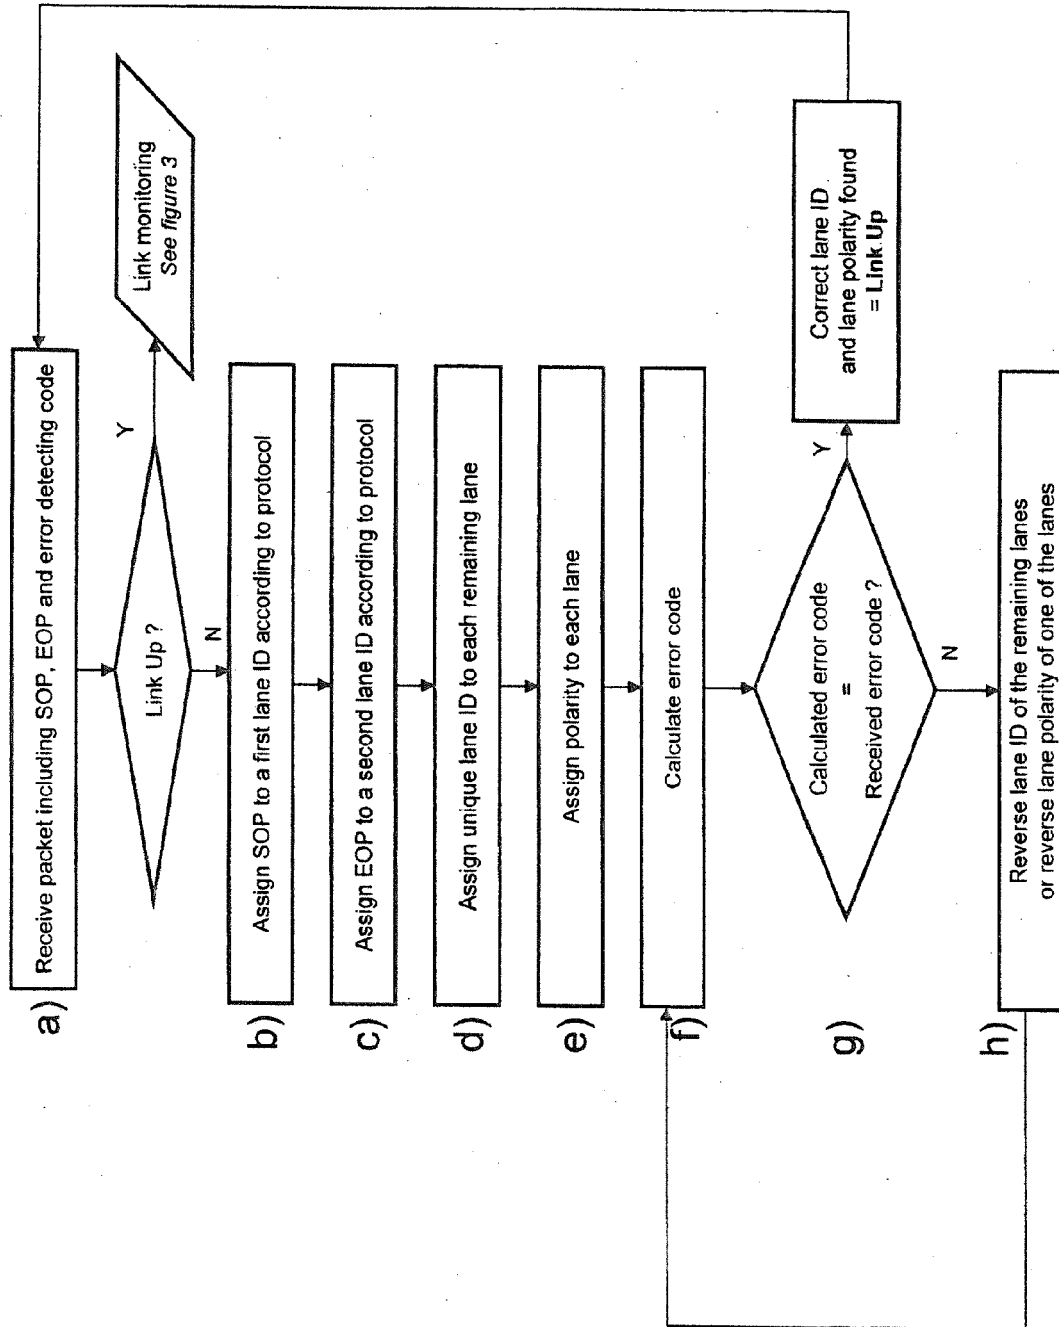 a)
Receive packet including SOP, EOP and error detecting code
Link Up ?
Y
Link monitoring
See figure 3
N
b)
Assign SOP to a first lane ID according to protocol
c)
Assign EOP to a second lane ID according to protocol
d)
Assign unique lane ID to each remaining lane
e)
Assign polarity to each lane
f)
Calculate error code
g)
Calculated error code
=
Received error code ?
Y
Correct lane ID
and lane polarity found
= Link Up
N
h)
Reverse lane ID of the remaining lanes
or reverse lane polarity of one of the lanes